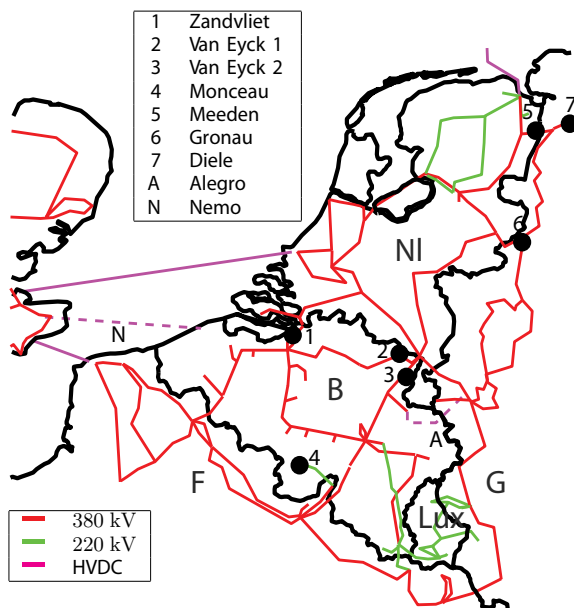 1 Zandvliet
2 Van Eyck 1
3 Van Eyck 2
4 Monceau
5 Meeden
6 Gronau
7 Diele
A Alegro
N Nemo
5
7
6
Nl
N
1
2
3
B
A
4
F
G
Lux
380 kV
220 kV
HVDC